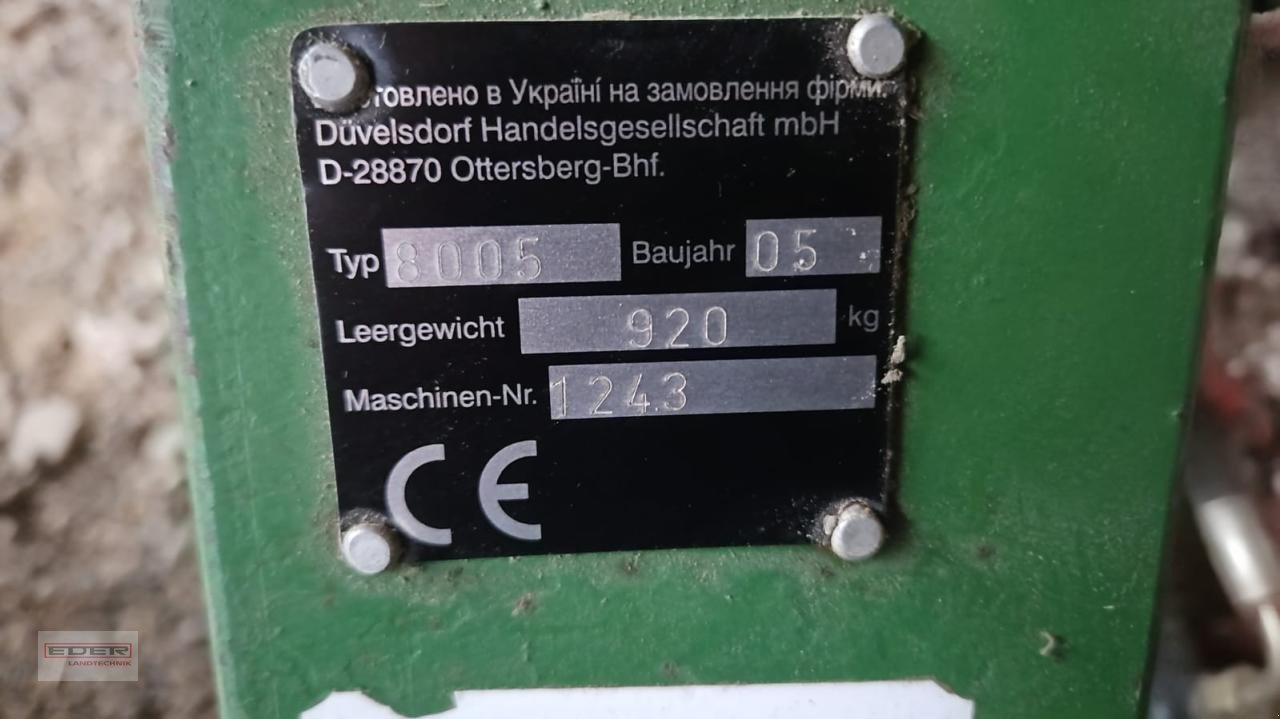 товлено в Україні на замовлення фірми
Düvelsdorf Handelsgesellschaft mbH
D-28870 Ottersberg-Bhf.
Typ 8005 Baujahr 05
Leergewicht 920 kg
Maschinen-Nr. 1243
CE
EDER
LANDTECHNIK